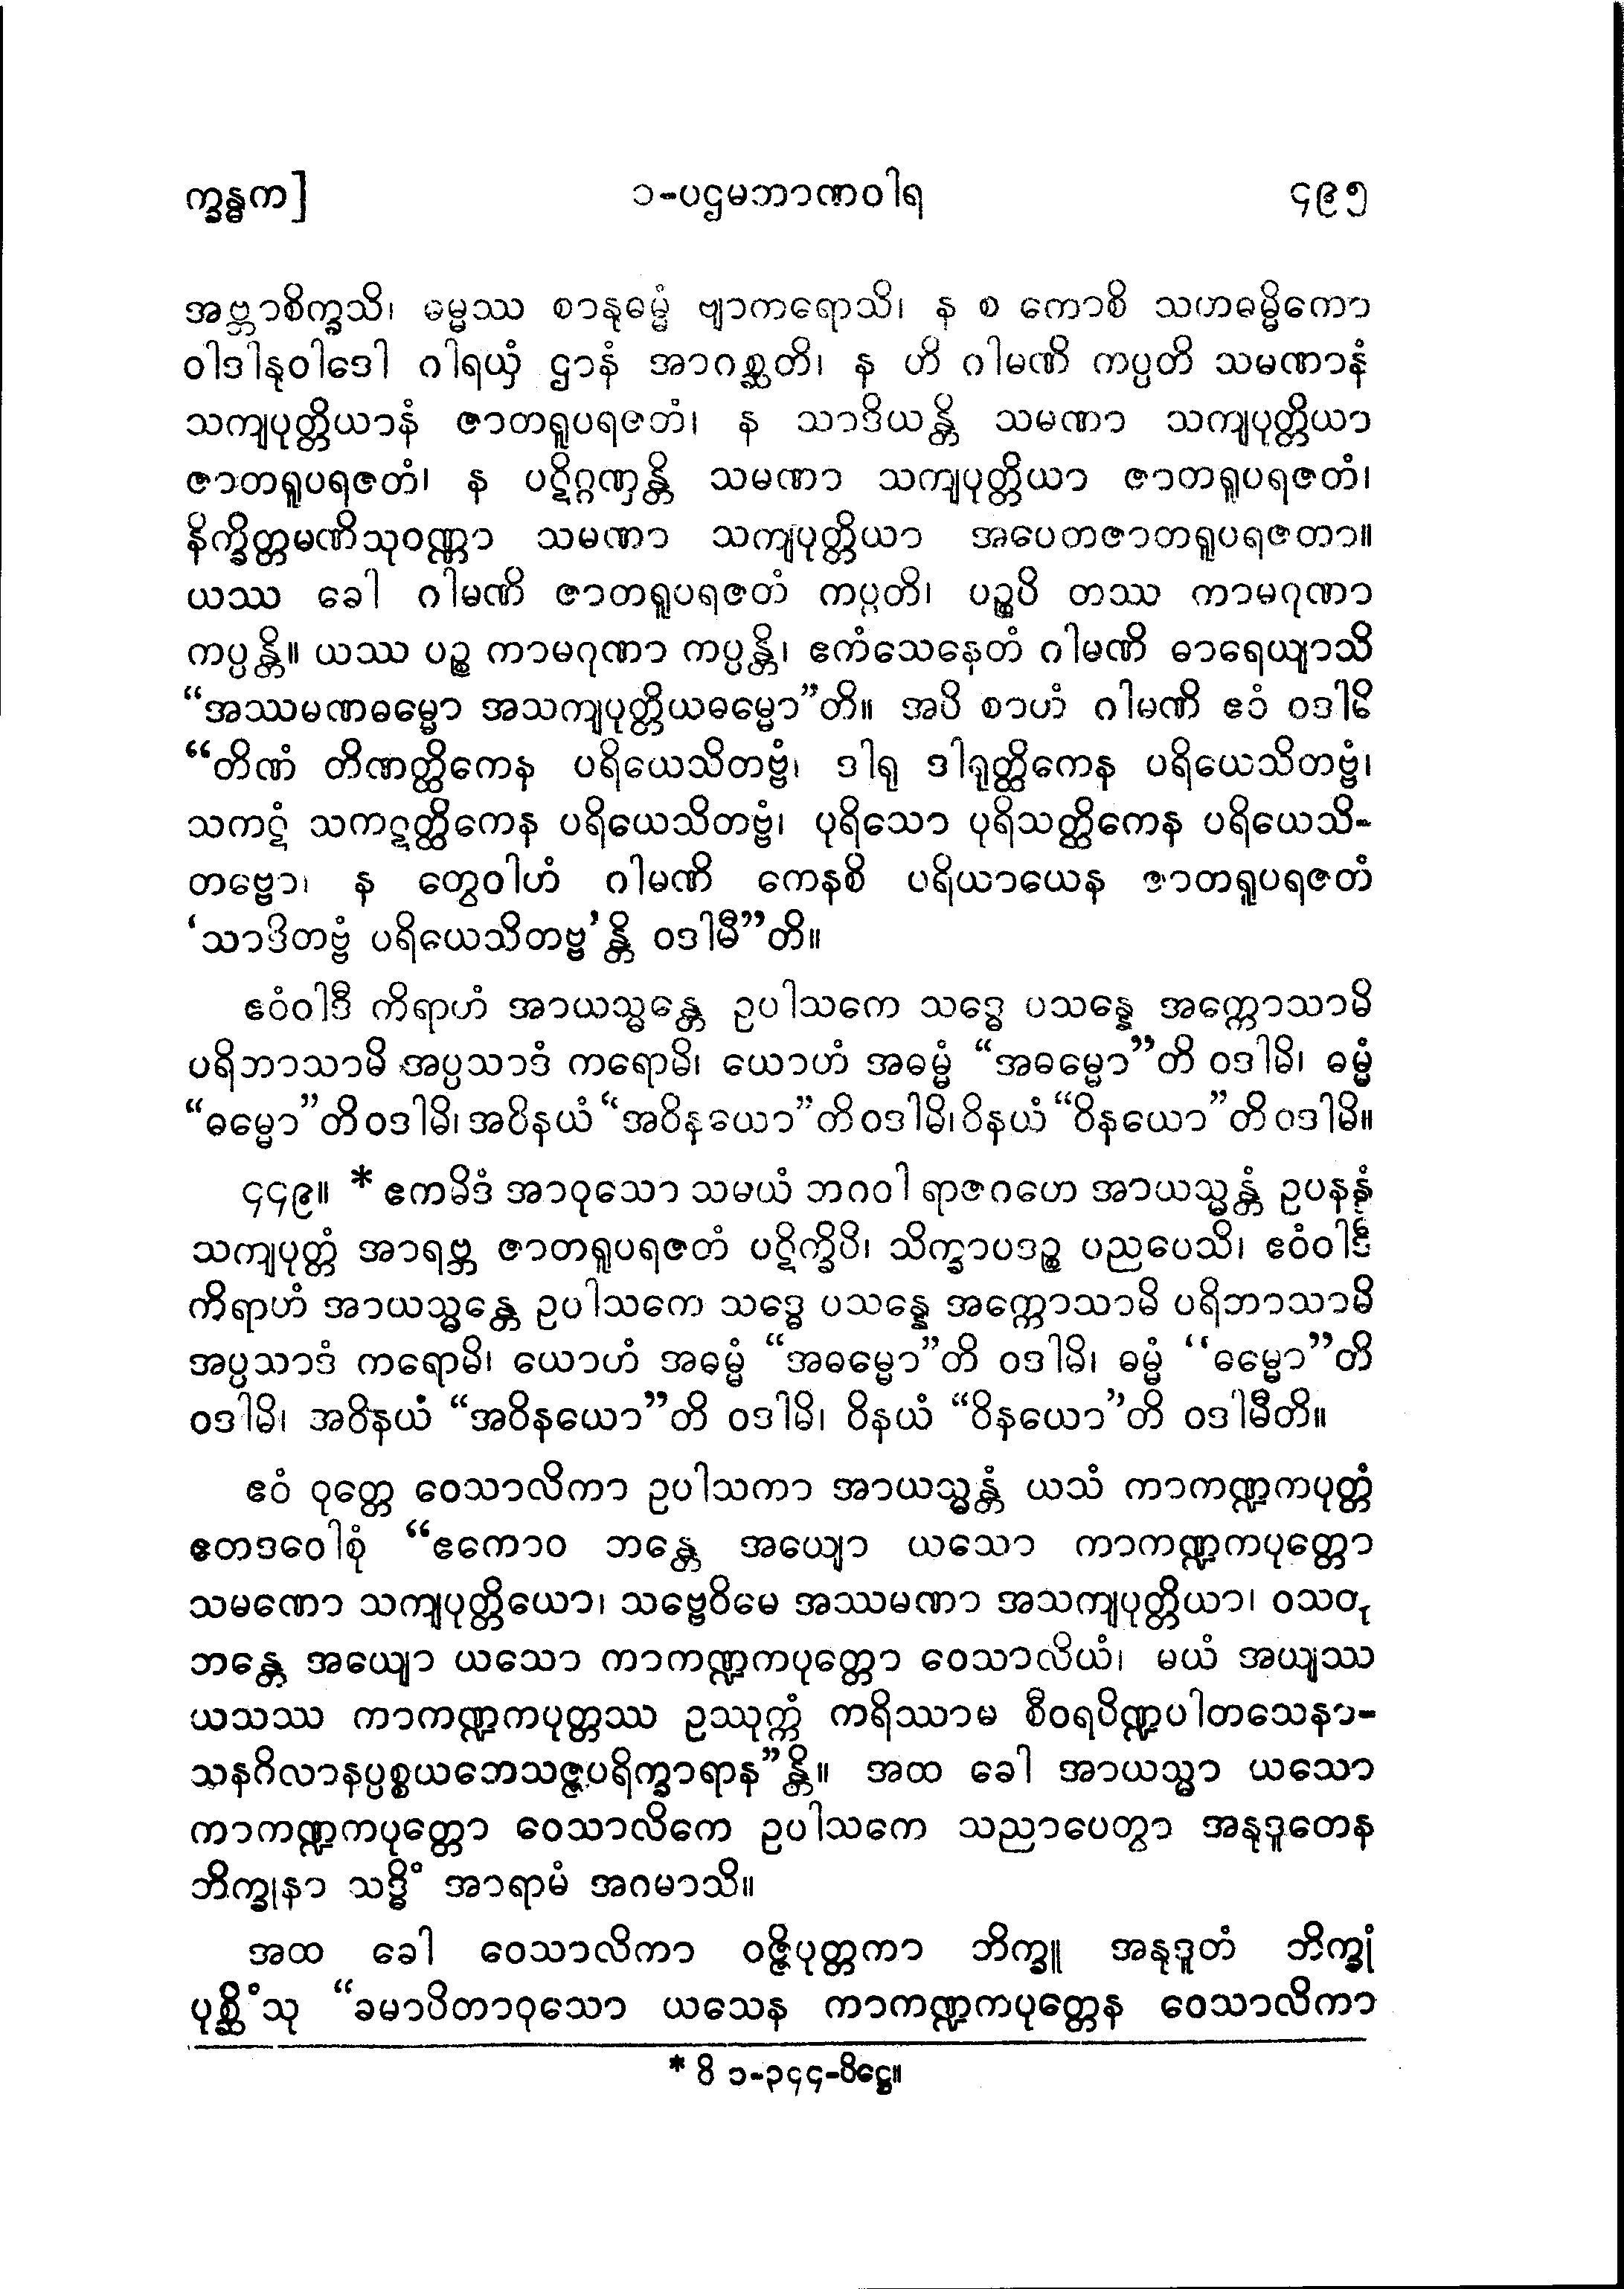 က္ခန္ဓက]
၁-ပဌမဘာဏဝါရ
၄၉၅
အဗ္ဘာစိက္ခသိ၊ ဓမ္မဿ စာနုဓမ္မံ ဗျာကရောသိ၊ န စ ကောစိ သဟဓမ္မိကော
ဝါဒါနုဝါဒေါ ဂါရယှံ ဌာနံ အာဂစ္ဆတိ၊ န ဟိ ဂါမဏိ ကပ္ပတိ သမဏာနံ
သကျပုတ္တိယာနံ ဇာတရူပရဇတံ၊ န သာဒိယန္တိ သမဏာ သကျပုတ္တိယာ
ဇာတရူပရဇတံ၊ န ပဋိဂ္ဂဏှန္တိ သမဏာ သကျပုတ္တိယာ ဇာတရူပရဇတံ၊
နိက္ခိတ္တမဏိသုဝဏ္ဏာ သမဏာ သကျပုတ္တိယာ အပေတဇာတရူပရဇတာ။
ယဿ ခေါ ဂါမဏိ ဇာတရူပရဇတံ ကပ္ပတိ၊ ပဉ္စပိ တဿ ကာမဂုဏာ
ကပ္ပန္တိ။ ယဿ ပဉ္စ ကာမဂုဏာ ကပ္ပန္တိ၊ ဧကံသေနေတံ ဂါမဏိ ဓာရေယျာသိ
“အဿမဏဓမ္မော အသကျပုတ္တိယဓမ္မော”တိ။ အပိ စာဟံ ဂါမဏိ ဧဝံ ဝဒါမိ
“တိဏံ တိဏတ္ထိကေန ပရိယေသိတဗ္ဗံ၊ ဒါရု ဒါရုတ္ထိကေန ပရိယေသိတဗ္ဗံ၊
သကဋံ သကဋတ္ထိကေန ပရိယေသိတဗ္ဗံ၊ ပုရိသော ပုရိသတ္ထိကေန ပရိယေသိ-
တဗ္ဗော၊ န တွေဝါဟံ ဂါမဏိ ကေနစိ ပရိယာယေန ဇာတရူပရဇတံ
‘သာဒိတဗ္ဗံ ပရိယေသိတဗ္ဗ’န္တိ ဝဒါမီ”တိ။
ဧဝံဝါဒီ ကိရာဟံ အာယသ္မန္တေ ဥပါသကေ သဒ္ဓေ ပသန္နေ အက္ကောသာမိ
ပရိဘာသာမိ အပ္ပသာဒံ ကရောမိ၊ ယောဟံ အဓမ္မံ “အဓမ္မော”တိ ဝဒါမိ၊ ဓမ္မံ
“ဓမ္မော”တိ ဝဒါမိ၊ အဝိနယံ “အဝိနယော”တိ ဝဒါမိ၊ ဝိနယံ “ဝိနယော”တိ ဝဒါမိ။
၄၄၉။ * ဧကမိဒံ အာဝုသော သမယံ ဘဂဝါ ရာဇဂဟေ အာယသ္မန္တံ ဥပနန္ဒံ
သကျပုတ္တံ အာရဗ္ဘ ဇာတရူပရဇတံ ပဋိက္ခိပိ၊ သိက္ခာပဒဉ္စ ပညပေသိ၊ ဧဝံဝါဒီ
ကိရာဟံ အာယသ္မန္တေ ဥပါသကေ သဒ္ဓေ ပသန္နေ အက္ကောသာမိ ပရိဘာသာမိ
အပ္ပသာဒံ ကရောမိ၊ ယောဟံ အဓမ္မံ “အဓမ္မော”တိ ဝဒါမိ၊ ဓမ္မံ “ဓမ္မော”တိ
ဝဒါမိ၊ အဝိနယံ “အဝိနယော”တိ ဝဒါမိ၊ ဝိနယံ “ဝိနယော”တိ ဝဒါမီတိ။
ဧဝံ ဝုတ္တေ ဝေသာလိကာ ဥပါသကာ အာယသ္မန္တံ ယသံ ကာကဏ္ဍကပုတ္တံ
ဧတဒဝေါစုံ “ဧကောဝ ဘန္တေ အယျော ယသော ကာကဏ္ဍကပုတ္တော
သမဏော သကျပုတ္တိယော၊ သဗ္ဗေဝိမေ အဿမဏာ အသကျပုတ္တိယာ၊ ဝသတု
ဘန္တေ အယျော ယသော ကာကဏ္ဍကပုတ္တော ဝေသာလိယံ၊ မယံ အယျဿ
ယသဿ ကာကဏ္ဍကပုတ္တဿ ဥဿုက္ကံ ကရိဿာမ စီဝရပိဏ္ဍပါတသေနာ-
သနဂိလာနပ္ပစ္စယဘေသဇ္ဇပရိက္ခာရာန”န္တိ။ အထ ခေါ အာယသ္မာ ယသော
ကာကဏ္ဍကပုတ္တော ဝေသာလိကေ ဥပါသကေ သညာပေတွာ အနုဒူတေန
ဘိက္ခုနာ သဒ္ဓိံ အာရာမံ အဂမာသိ။
အထ ခေါ ဝေသာလိကာ ဝဇ္ဇိပုတ္တကာ ဘိက္ခူ အနုဒူတံ ဘိက္ခုံ
ပုစ္ဆိံသု “ခမာပိတာဝုသော ယသေန ကာကဏ္ဍကပုတ္တေန ဝေသာလိကာ
* ဝိ ၁-၃၄၄-ပိဋ္ဌေ။